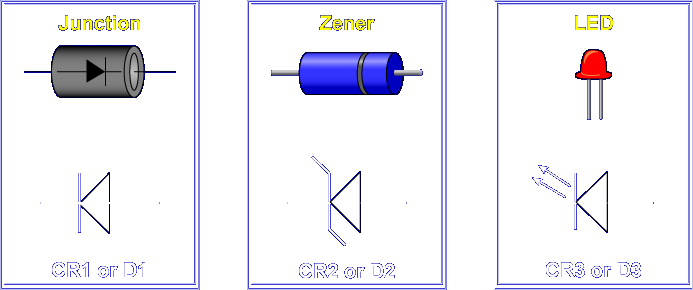 Junction
Zener
LED
CR1 or D1
CR2 or D2
CR3 or D3